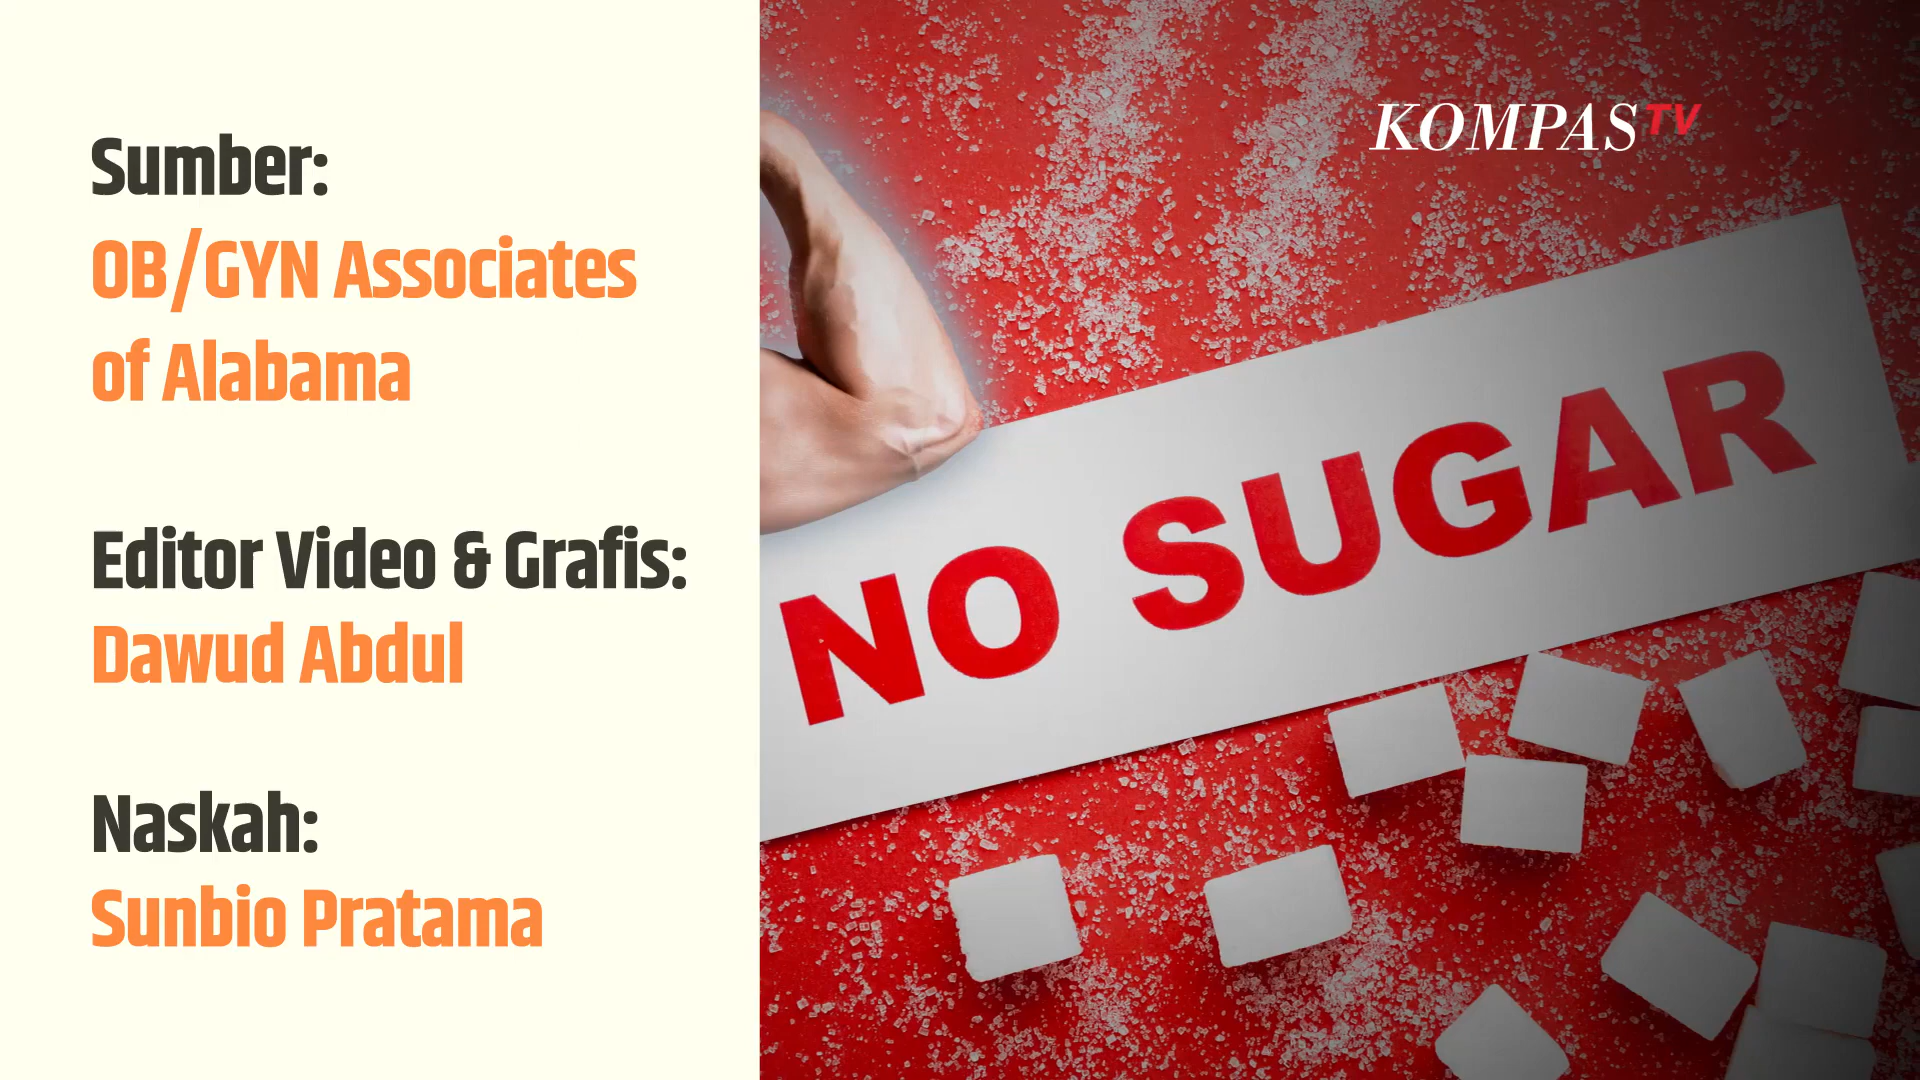 Sumber:
OB/GYN Associates
of Alabama
Editor Video & Grafis:
Dawud Abdul
Naskah:
Sunbio Pratama
KOMPAS TV
NO SUGAR